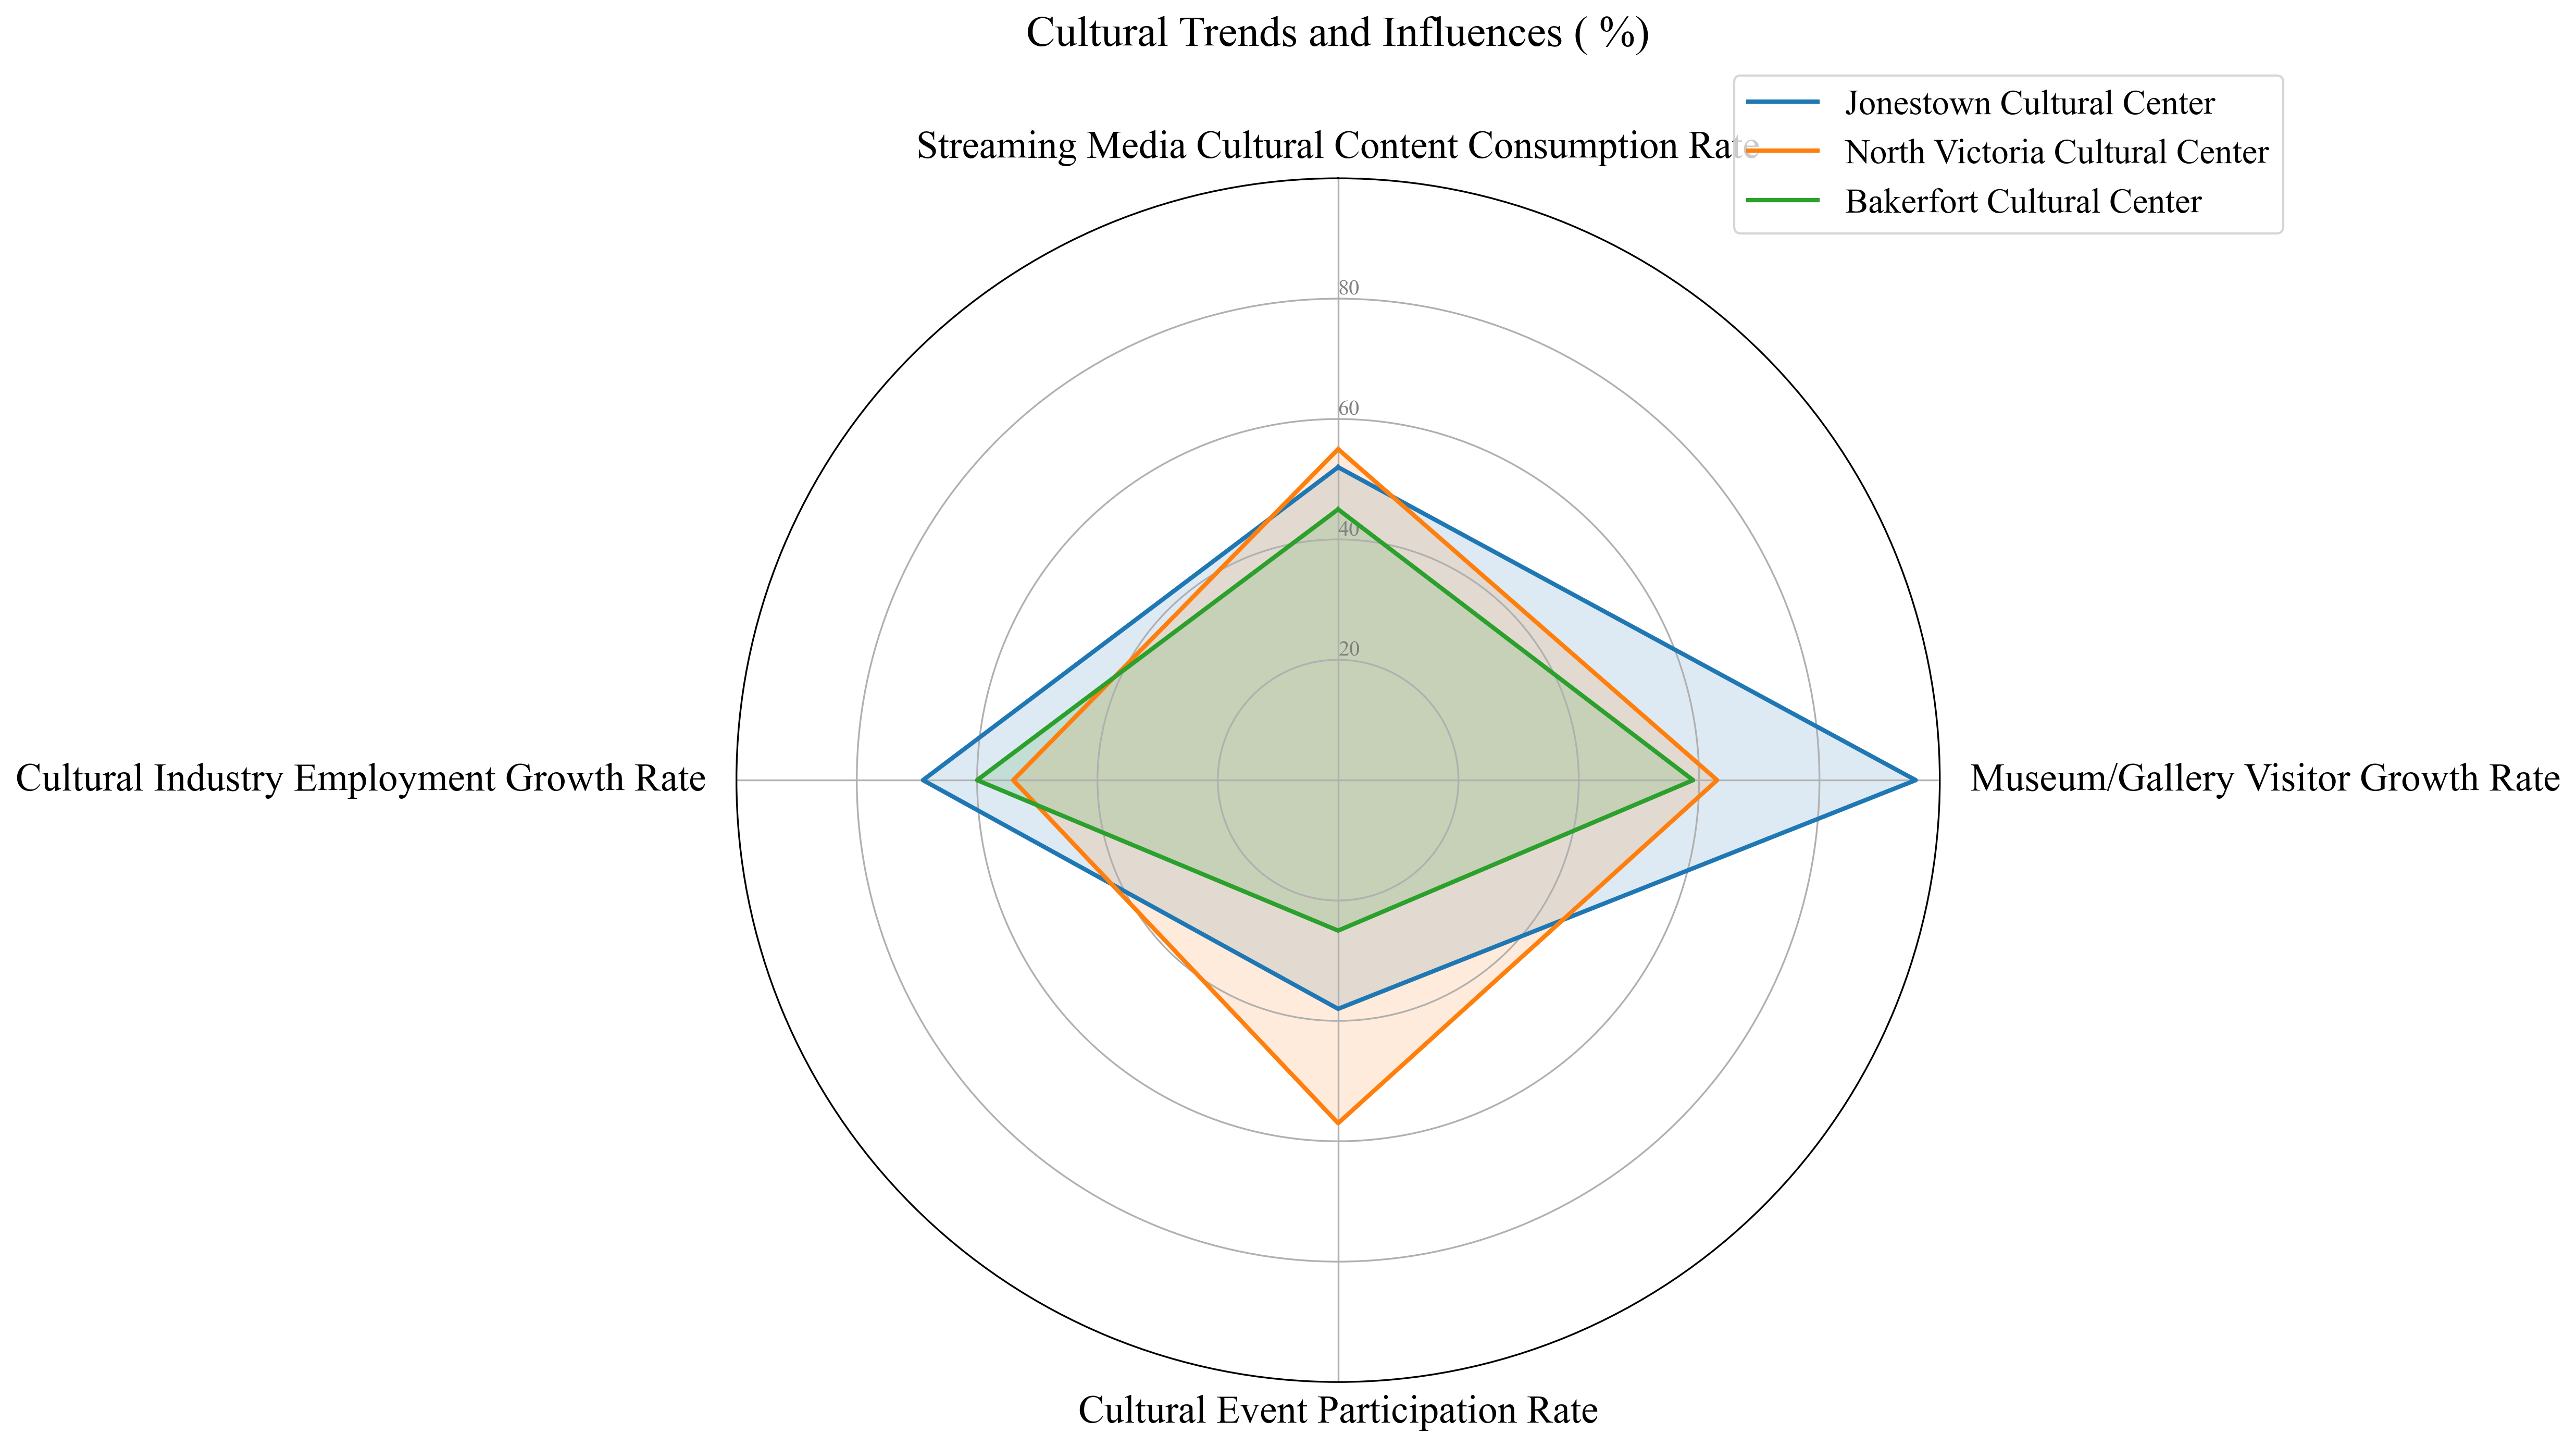 Cultural Trends and Influences ( %)
Jonestown Cultural Center
North Victoria Cultural Center
Bakerfort Cultural Center
Streaming Media Cultural Content Consumption Rate
80
60
40
20
Cultural Industry Employment Growth Rate
Museum/Gallery Visitor Growth Rate
Cultural Event Participation Rate